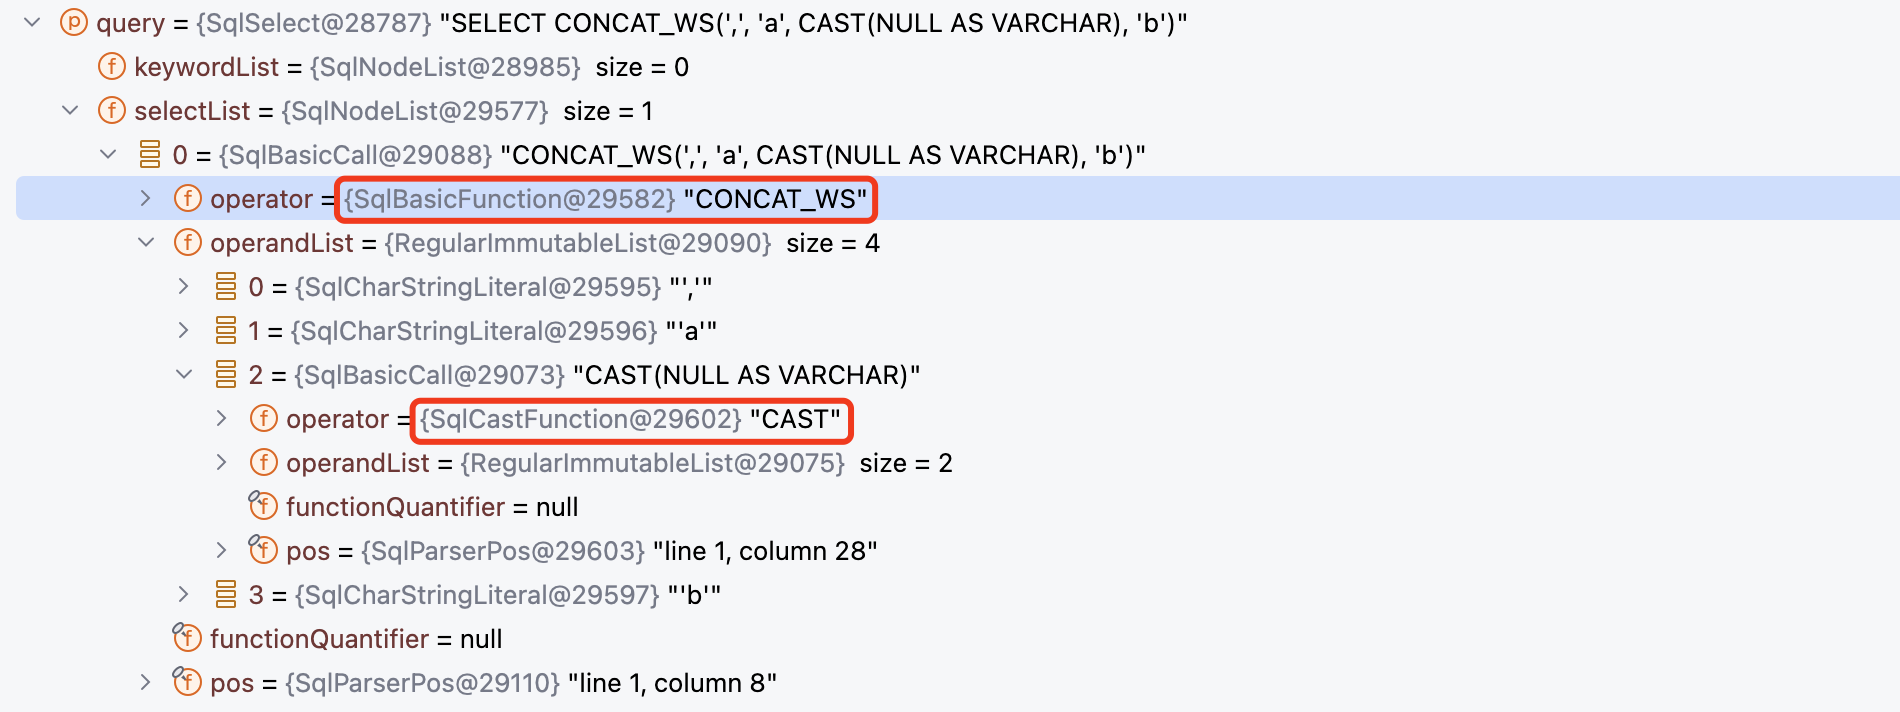 query = {SqlSelect@28787} "SELECT CONCAT_WS(',', 'a', CAST(NULL AS VARCHAR), 'b')"
keywordList = {SqlNodeList@28985} size = 0
selectList = {SqlNodeList@29577} size = 1
0 = {SqlBasicCall@29088} "CONCAT_WS(',', 'a', CAST(NULL AS VARCHAR), 'b')"
operator = {SqlBasicFunction@29582} "CONCAT_WS"
operandList = {RegularImmutableList@29090} size = 4
0 = {SqlCharStringLiteral@29595} "','"
1 = {SqlCharStringLiteral@29596} "'a'"
2 = {SqlBasicCall@29073} "CAST(NULL AS VARCHAR)"
operator = {SqlCastFunction@29602} "CAST"
operandList = {RegularImmutableList@29075} size = 2
functionQuantifier = null
pos = {SqlParserPos@29603} "line 1, column 28"
3 = {SqlCharStringLiteral@29597} "'b'"
functionQuantifier = null
pos = {SqlParserPos@29110} "line 1, column 8"